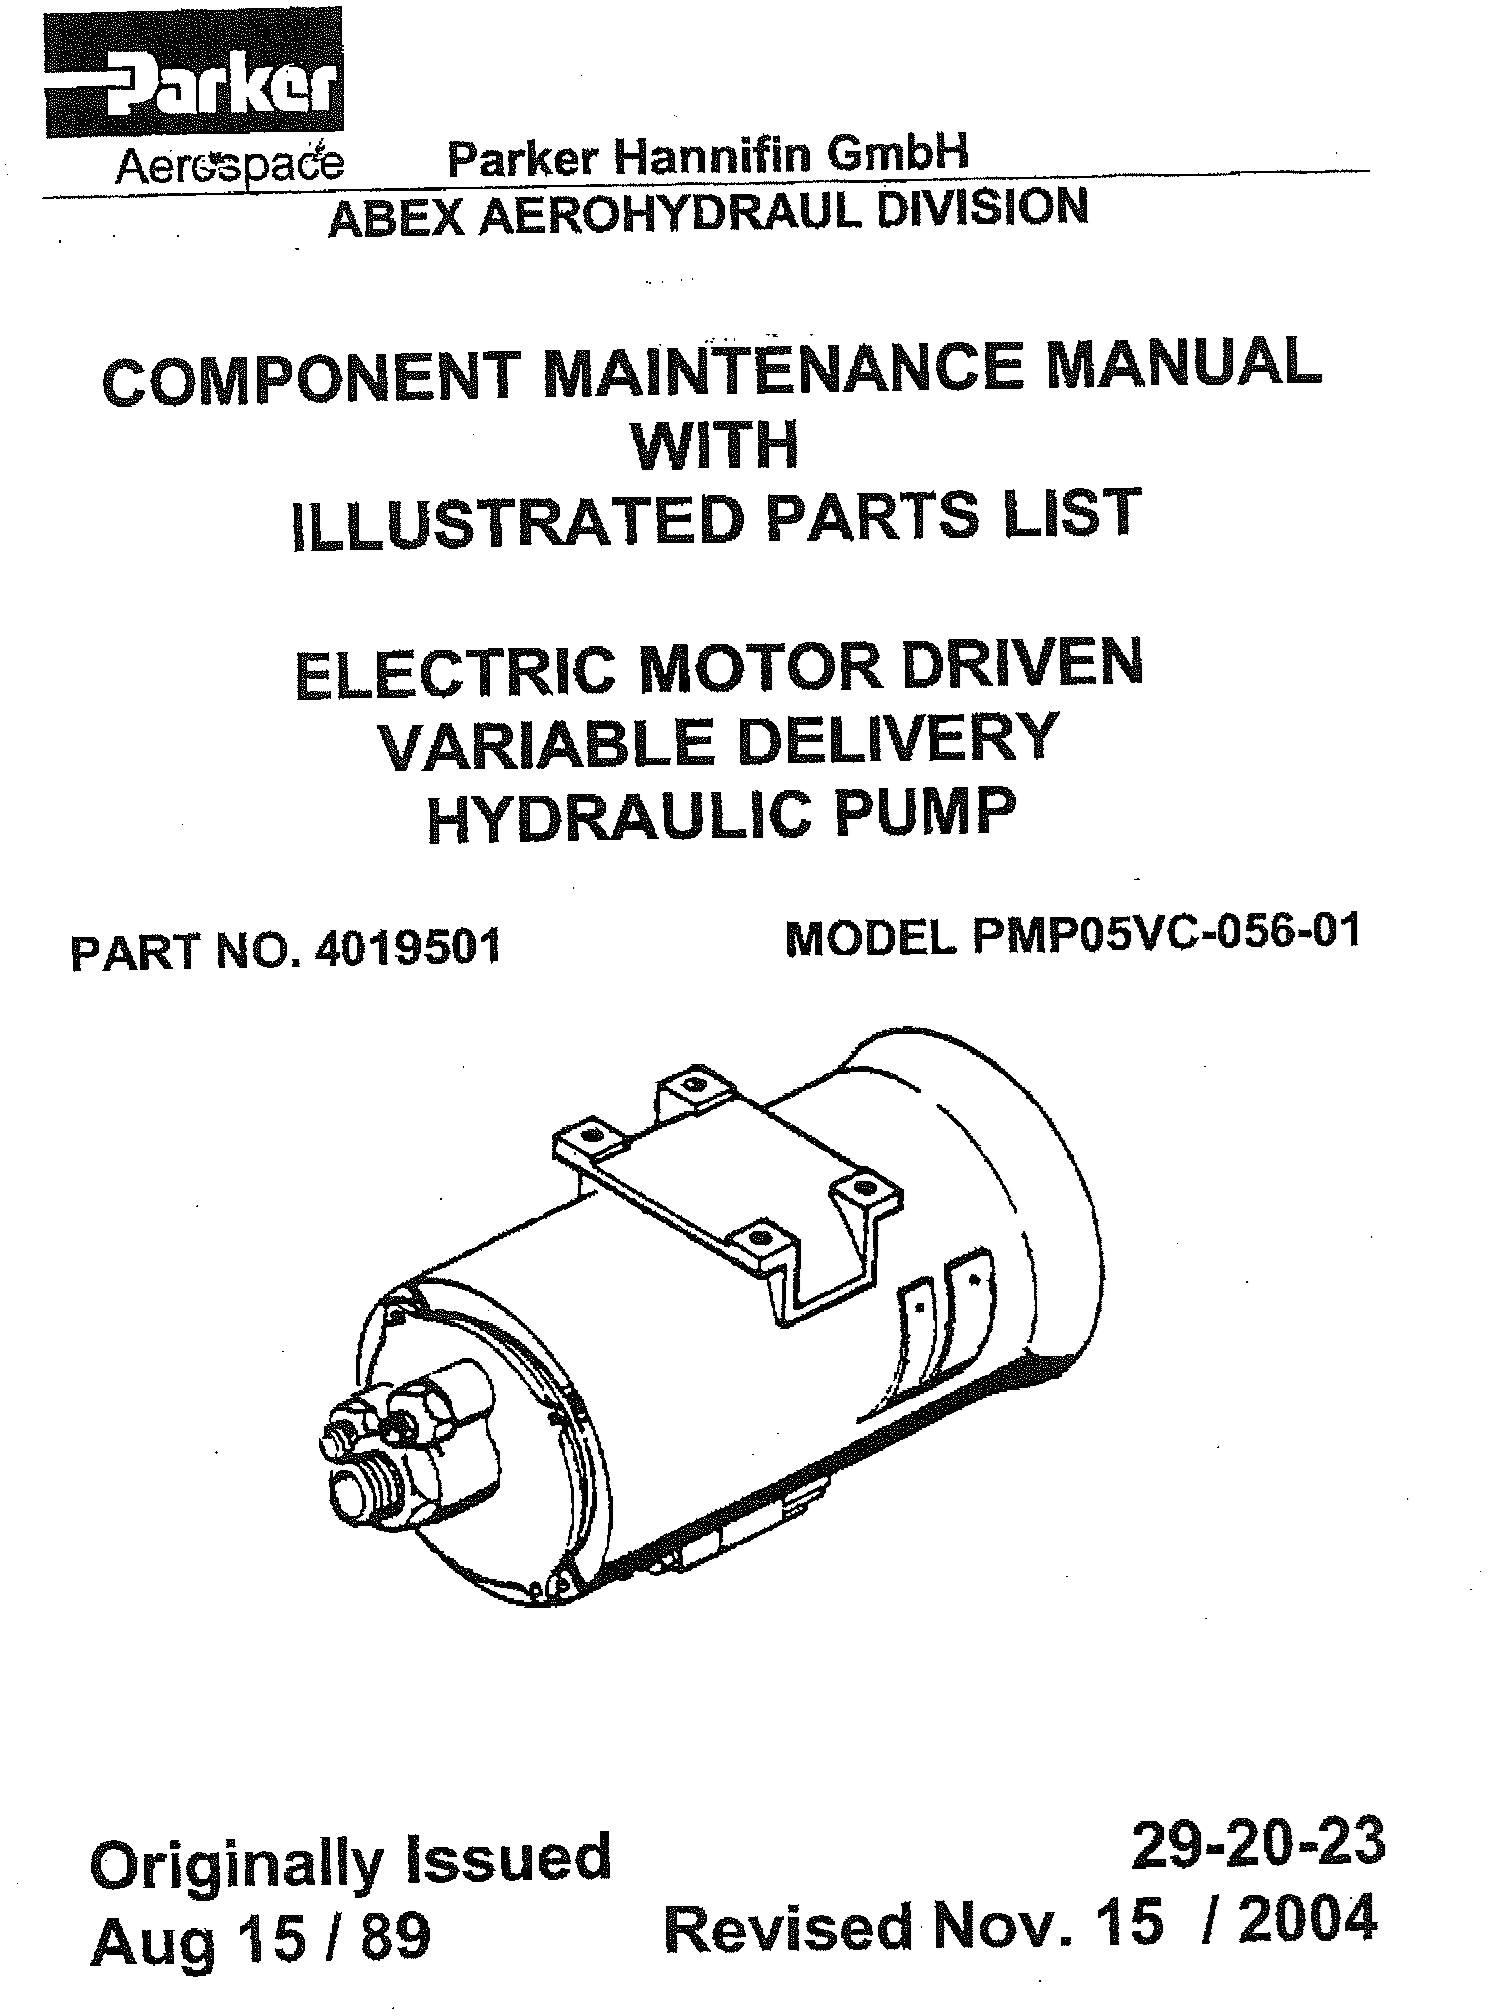 Parker
Aerospace
Parker Hannifin GmbH
ABEX AEROHYDRAUL DIVISION
COMPONENT MAINTENANCE MANUAL
WITH
ILLUSTRATED PARTS LIST
ELECTRIC MOTOR DRIVEN
VARIABLE DELIVERY
HYDRAULIC PUMP
PART NO. 4019501
MODEL PMP05VC-056-01
Originally Issued
Aug 15 / 89
29-20-23
Revised Nov. 15 / 2004